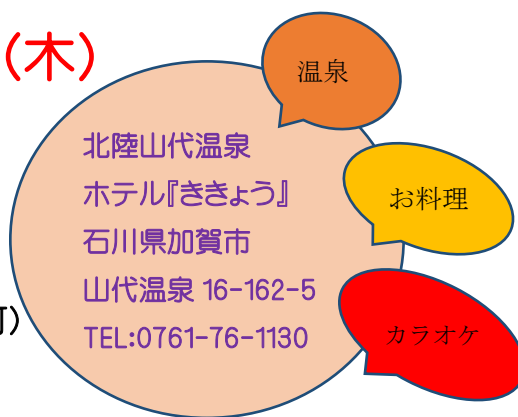 (木)
温泉
北陸山代温泉
ホテル『ききょう』
お料理
石川県加賀市
山代温泉 16-162-5
TEL:0761-76-1130
カラオケ